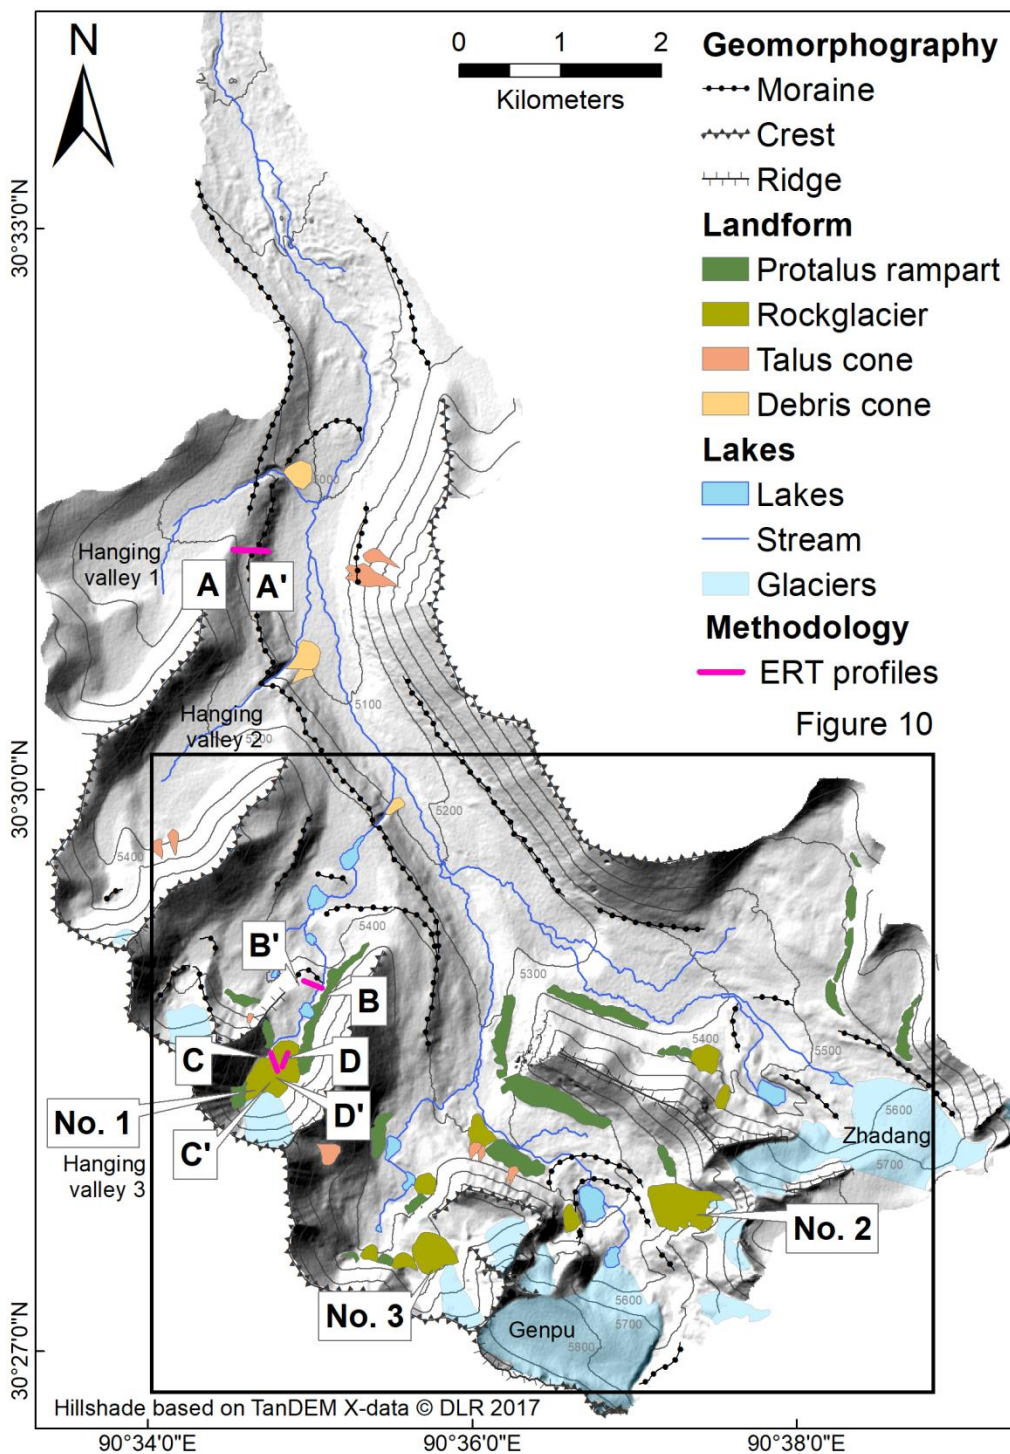 N
0 1 2
Kilometers
Geomorphography
Moraine
Crest
Ridge
Landform
Protalus rampart
Rockglacier
Talus cone
Debris cone
Lakes
Lakes
Stream
Glaciers
Methodology
ERT profiles
Figure 10
30°33'0"N
5000
Hanging
valley 1
A
A'
Hanging
valley 2
5100
5200
30°30'0"N
5200
5400
5400
B'
B
5300
5400
5500
C
D
No. 1
D'
C'
Hanging
valley 3
5600
Zhadang
5700
No. 2
No. 3
5600
5700
Genpu
5800
30°27'0"N
Hillshade based on TanDEM X-data © DLR 2017
90°34'0"E 90°36'0"E 90°38'0"E